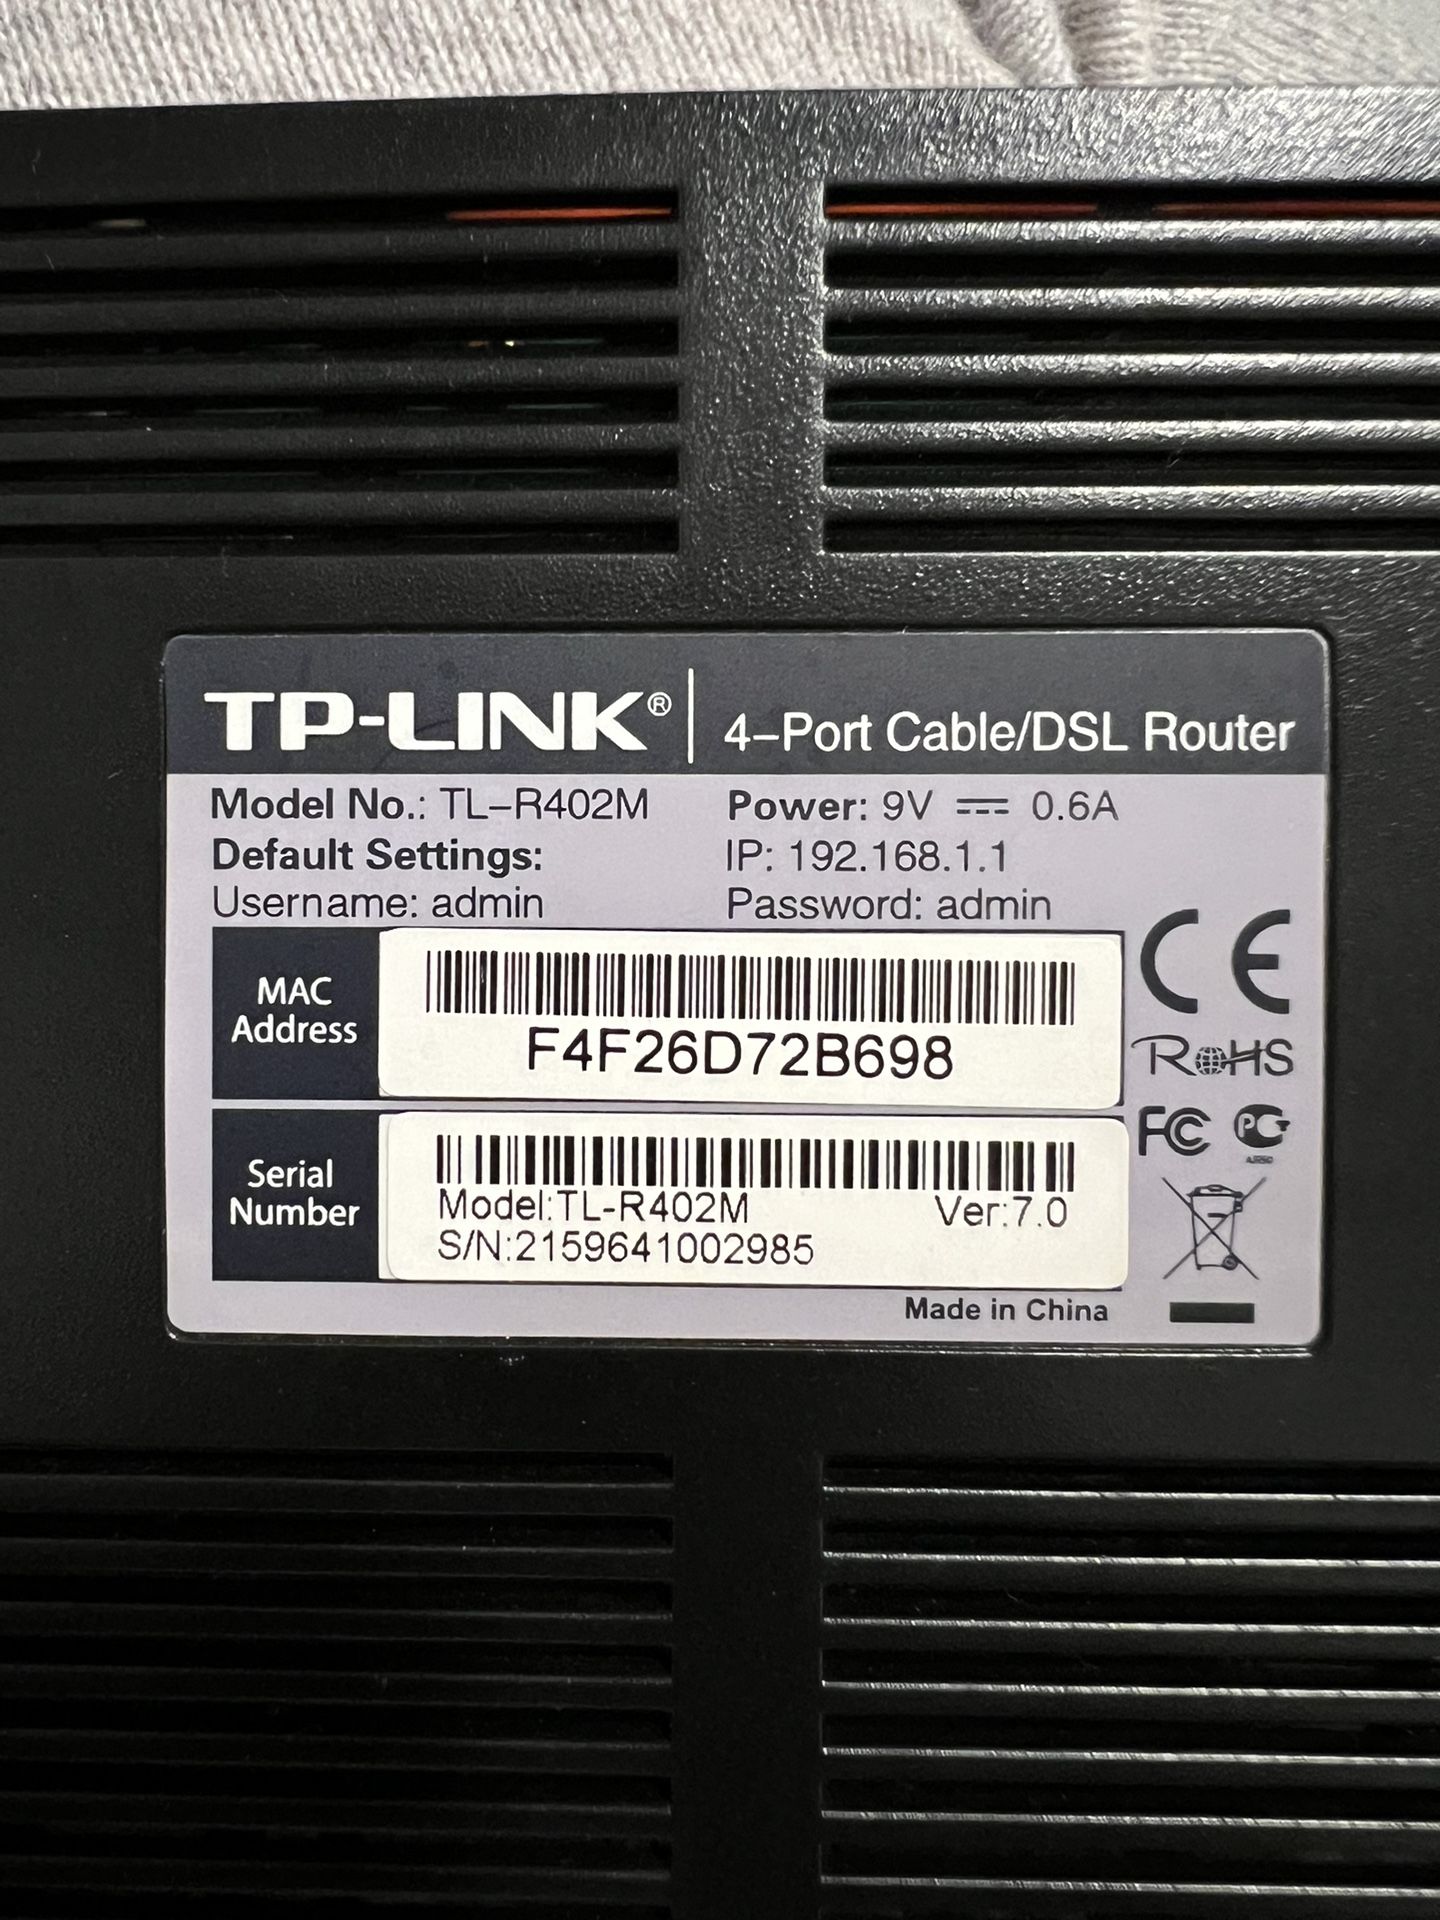 TP-LINK® | 4-Port Cable/DSL Router
Model No.: TL-R402M Power: 9V ⎓ 0.6A
Default Settings: IP: 192.168.1.1
Username: admin Password: admin
MAC
Address
F4F26D72B698
CE
RoHS
FC PC
Serial
Number
Model:TL-R402M Ver:7.0
S/N:2159641002985
Made in China